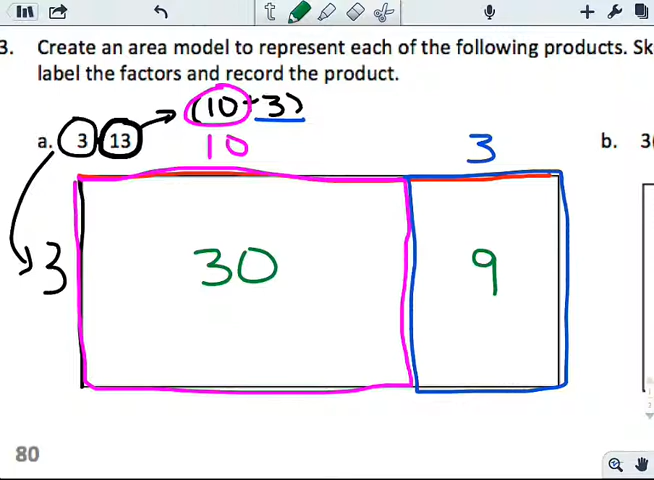 3. Create an area model to represent each of the following products. Sk
label the factors and record the product.
(10+3)
a. 3 · 13
b. 3(
10 3
3 30 9
80